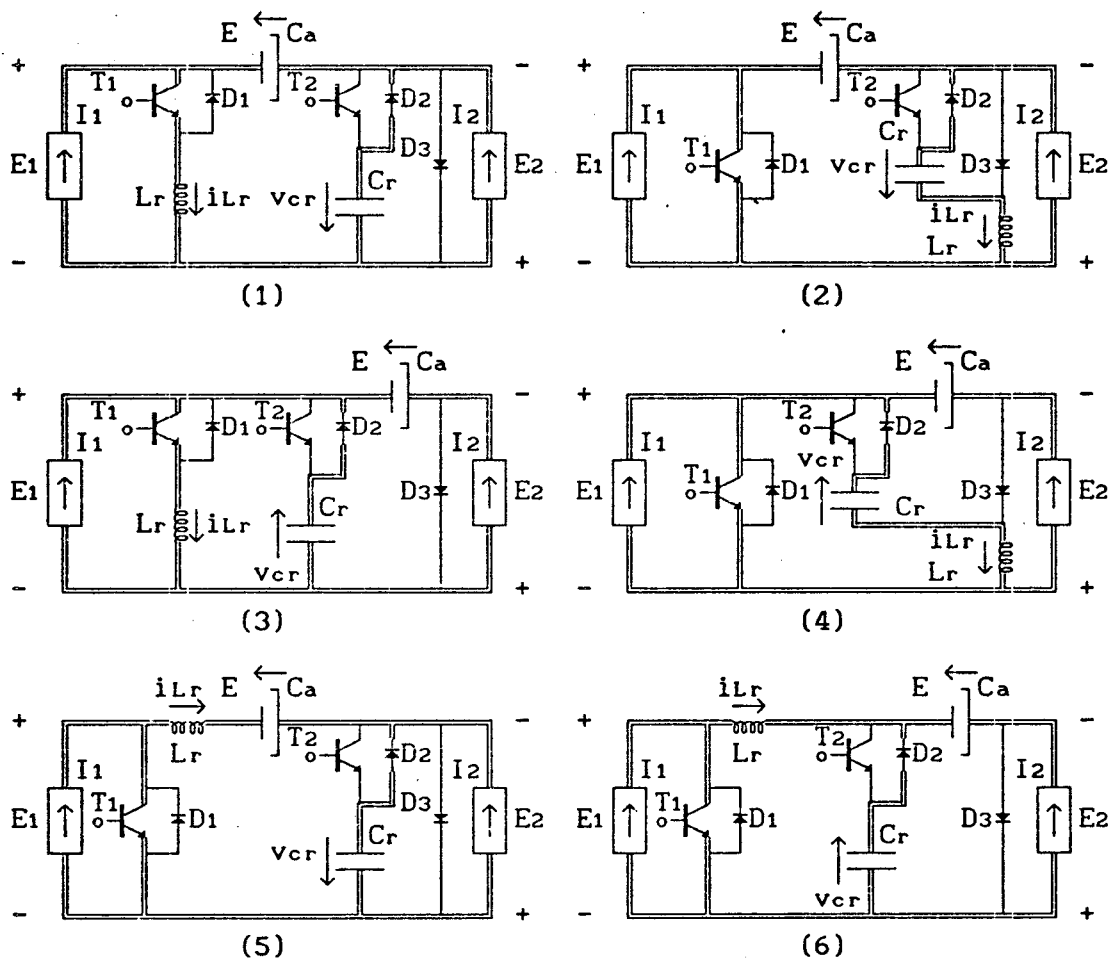 E Ca
+ T1 T2 -
I1 D1 D2 I2
E1 D3 E2
Lr iLr vcr Cr
- +
(1)
E Ca
+ T2 -
I1 D2 I2
Cr
E1 T1 D1 vcr D3 E2
iLr
Lr
- +
(2)
E Ca
+ T1 T2 -
I1 D1 D2 I2
E1 D3 E2
Lr iLr Cr
vcr
- +
(3)
E Ca
+ T2 -
I1 D2 I2
vcr
E1 T1 D1 Cr D3 E2
iLr
Lr
- +
(4)
iLr E Ca
+ -
Lr T2 D2
I1 I2
E1 T1 D1 D3 E2
vcr Cr
- +
(5)
iLr E Ca
+ -
Lr T2 D2
I1 I2
E1 T1 D1 D3 E2
Cr
vcr
- +
(6)